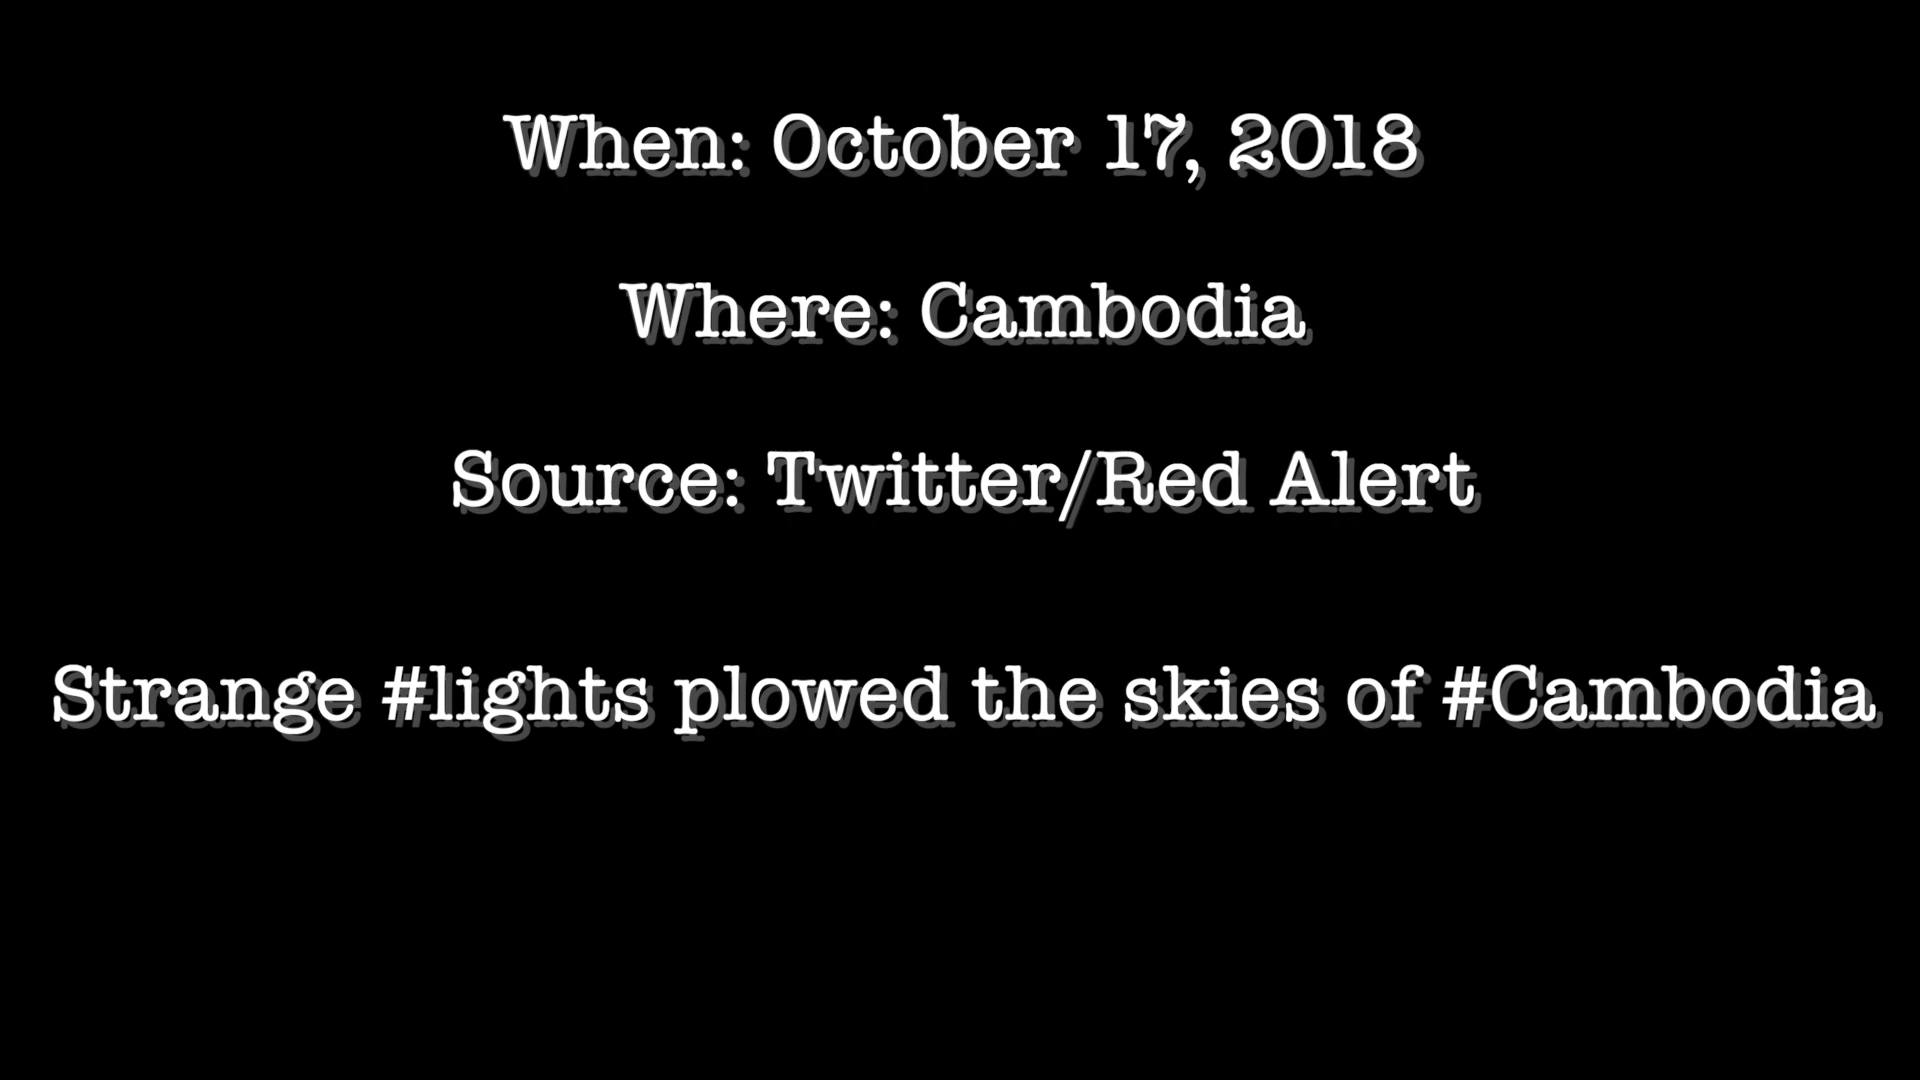 When: October 17, 2018
Where: Cambodia
Source: Twitter/Red Alert
Strange #lights plowed the skies of #Cambodia